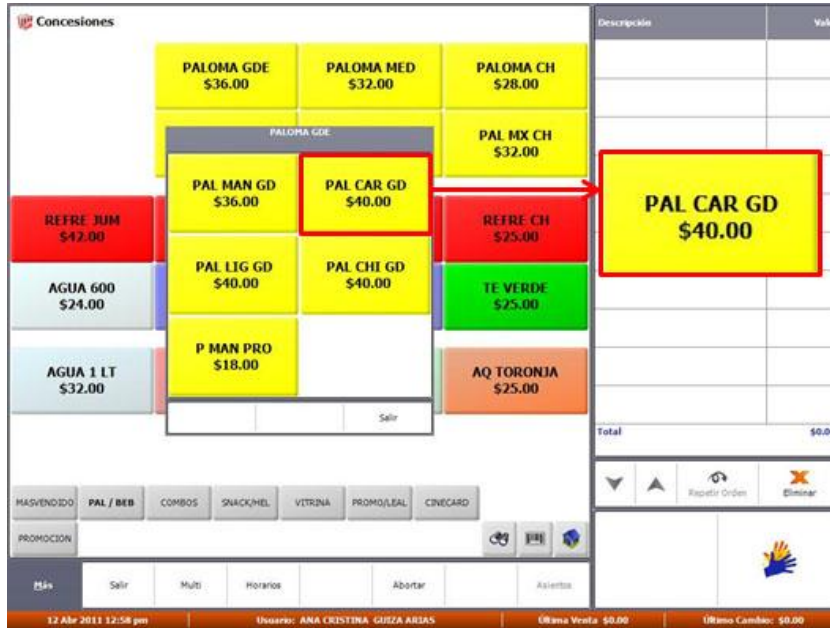 Concesiones
Descripción
PALOMA GDE
$36.00
PALOMA MED
$32.00
PALOMA CH
$28.00
PALOMA GDE
PAL MX CH
$32.00
PAL MAN GD
$36.00
PAL CAR GD
$40.00
PAL CAR GD
$40.00
REFRE JUM
$42.00
REFRE CH
$25.00
PAL LIG GD
$40.00
PAL CHI GD
$40.00
AGUA 600
$24.00
TE VERDE
$25.00
P MAN PRO
$18.00
AGUA 1 LT
$32.00
AQ TORONJA
$25.00
Salir
Total $0.0
MASVENDIDO PAL / BEB COMBOS SNACK/HEL VITRINA PROMO/LEAL CINECARD
Repetir Orden Eliminar
PROMOCION
Más Salir Multi Horarios Abortar Asientos
12 Abr 2011 12:58 pm Usuario: ANA CRISTINA GUIZA ARIAS Última Venta $0.00 Último Cambio: $0.00